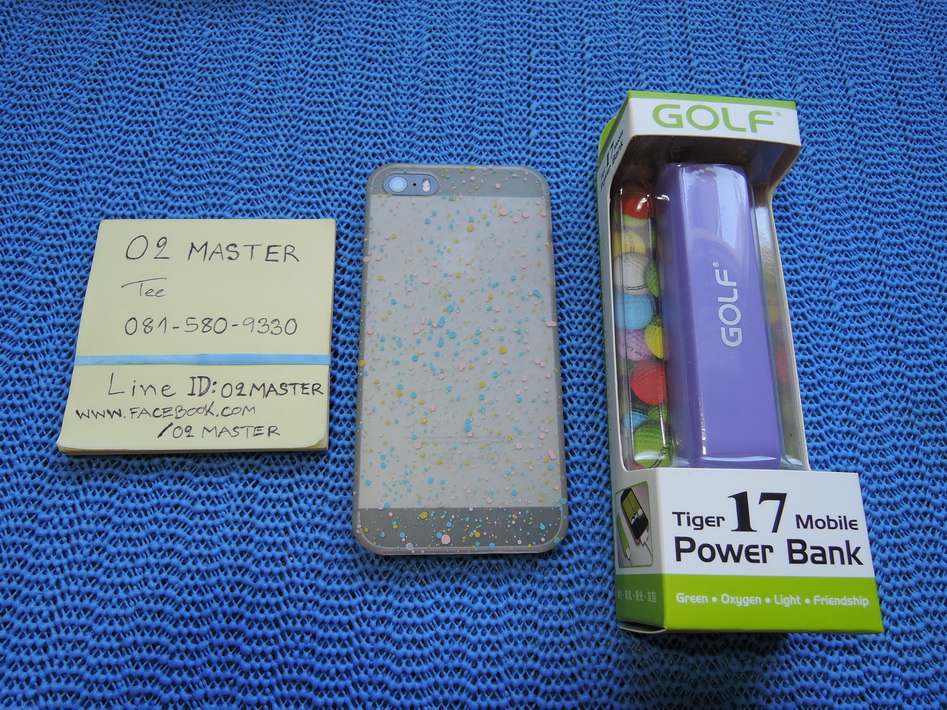 O2 MASTER
Tee
081-580-9330
Line ID: O2MASTER
WWW.FACEBOOK.COM
/O2 MASTER
GOLF®
GOLF®
Tiger 17 Mobile
Power Bank
Green • Oxygen • Light • Friendship